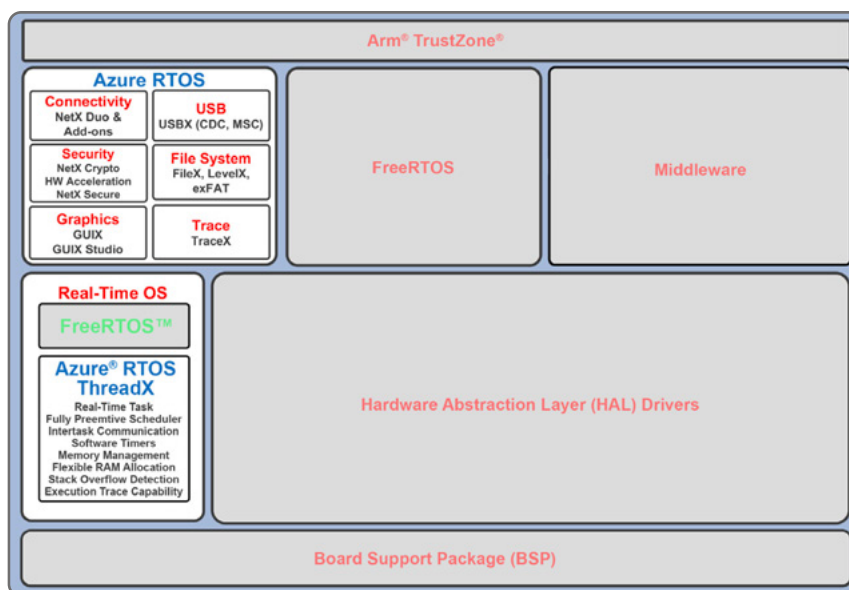 Arm® TrustZone®
Azure RTOS
Connectivity
NetX Duo &
Add-ons
USB
USBX (CDC, MSC)
Security
NetX Crypto
HW Acceleration
NetX Secure
File System
FileX, LevelX,
exFAT
Graphics
GUIX
GUIX Studio
Trace
TraceX
FreeRTOS
Middleware
Real-Time OS
FreeRTOS™
Azure® RTOS
ThreadX
Real-Time Task
Fully Preemtive Scheduler
Intertask Communication
Software Timers
Memory Management
Flexible RAM Allocation
Stack Overflow Detection
Execution Trace Capability
Hardware Abstraction Layer (HAL) Drivers
Board Support Package (BSP)